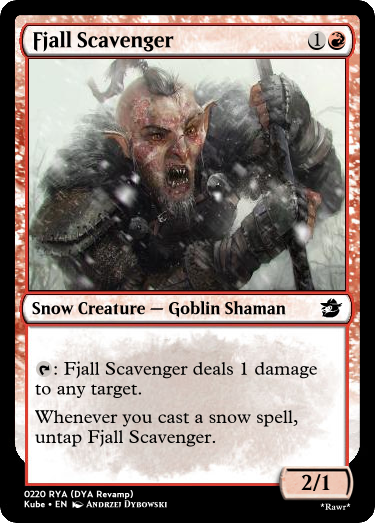 Fjall Scavenger 1
Snow Creature — Goblin Shaman
: Fjall Scavenger deals 1 damage
to any target.
Whenever you cast a snow spell,
untap Fjall Scavenger.
2/1
0220 RYA (DYA Revamp)
Kube • EN Andrzej Dybowski
*Rawr*